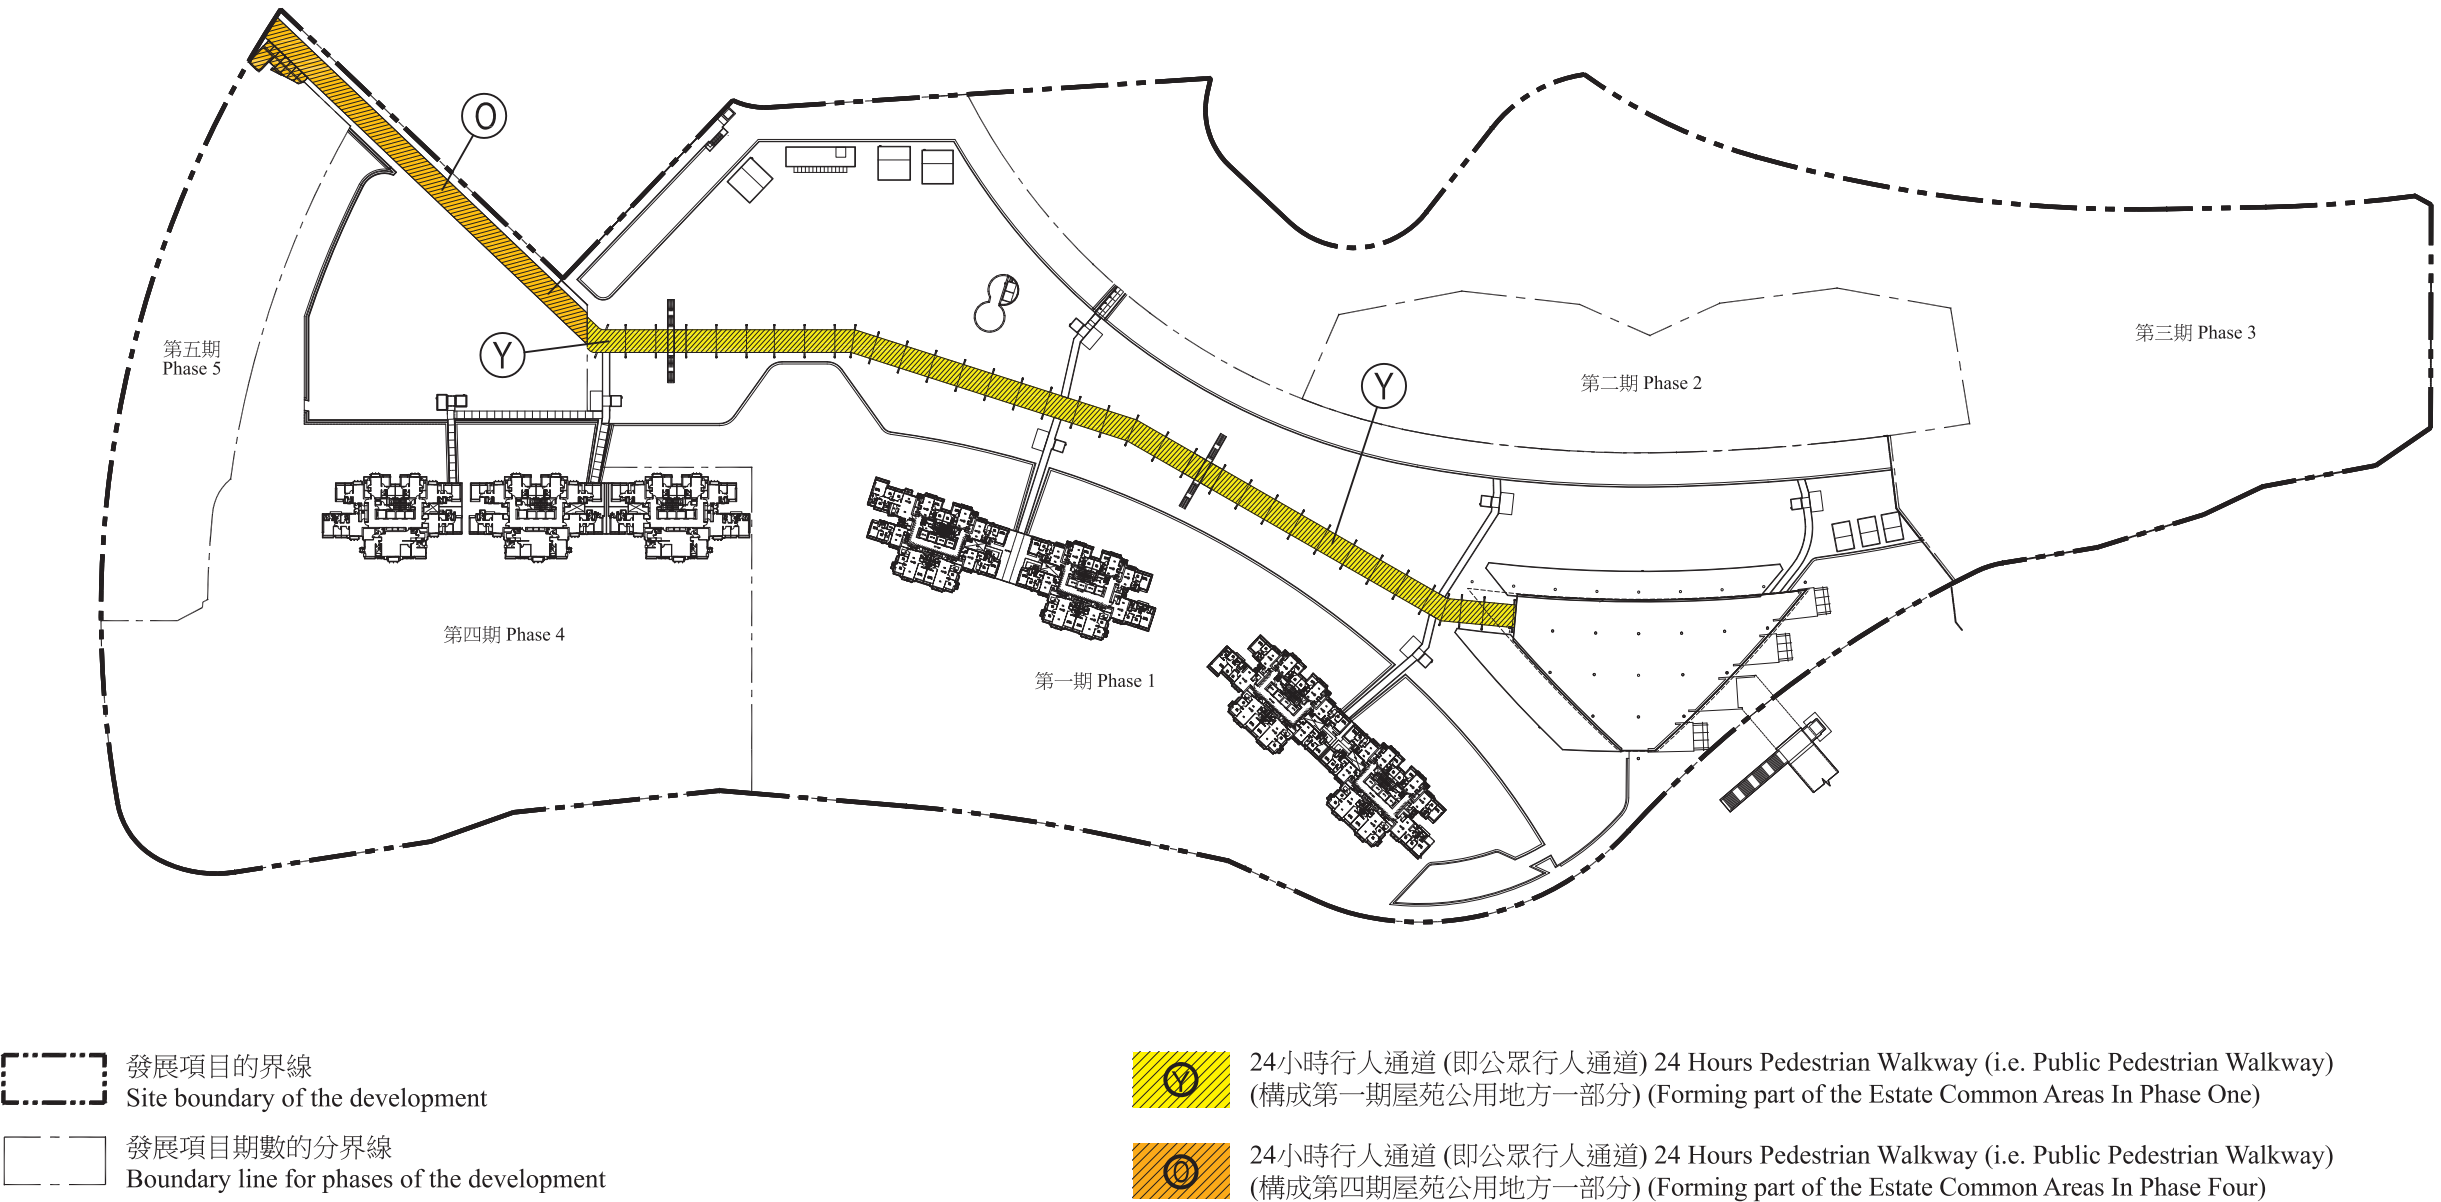 O
第五期
Phase 5
Y
Y
第二期 Phase 2
第三期 Phase 3
第四期 Phase 4
第一期 Phase 1
發展項目的界線
Site boundary of the development
發展項目期數的分界線
Boundary line for phases of the development
Y
24小時行人通道 (即公眾行人通道) 24 Hours Pedestrian Walkway (i.e. Public Pedestrian Walkway)
(構成第一期屋苑公用地方一部分) (Forming part of the Estate Common Areas In Phase One)
O
24小時行人通道 (即公眾行人通道) 24 Hours Pedestrian Walkway (i.e. Public Pedestrian Walkway)
(構成第四期屋苑公用地方一部分) (Forming part of the Estate Common Areas In Phase Four)